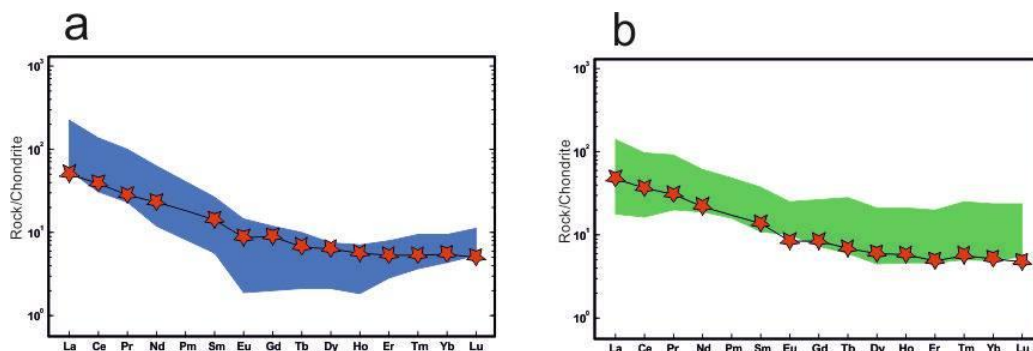 a
10³
10²
10¹
10⁰
Rock/Chondrite
La Ce Pr Nd Pm Sm Eu Gd Tb Dy Ho Er Tm Yb Lu
b
10³
10²
10¹
10⁰
Rock/Chondrite
La Ce Pr Nd Pm Sm Eu Gd Tb Dy Ho Er Tm Yb Lu